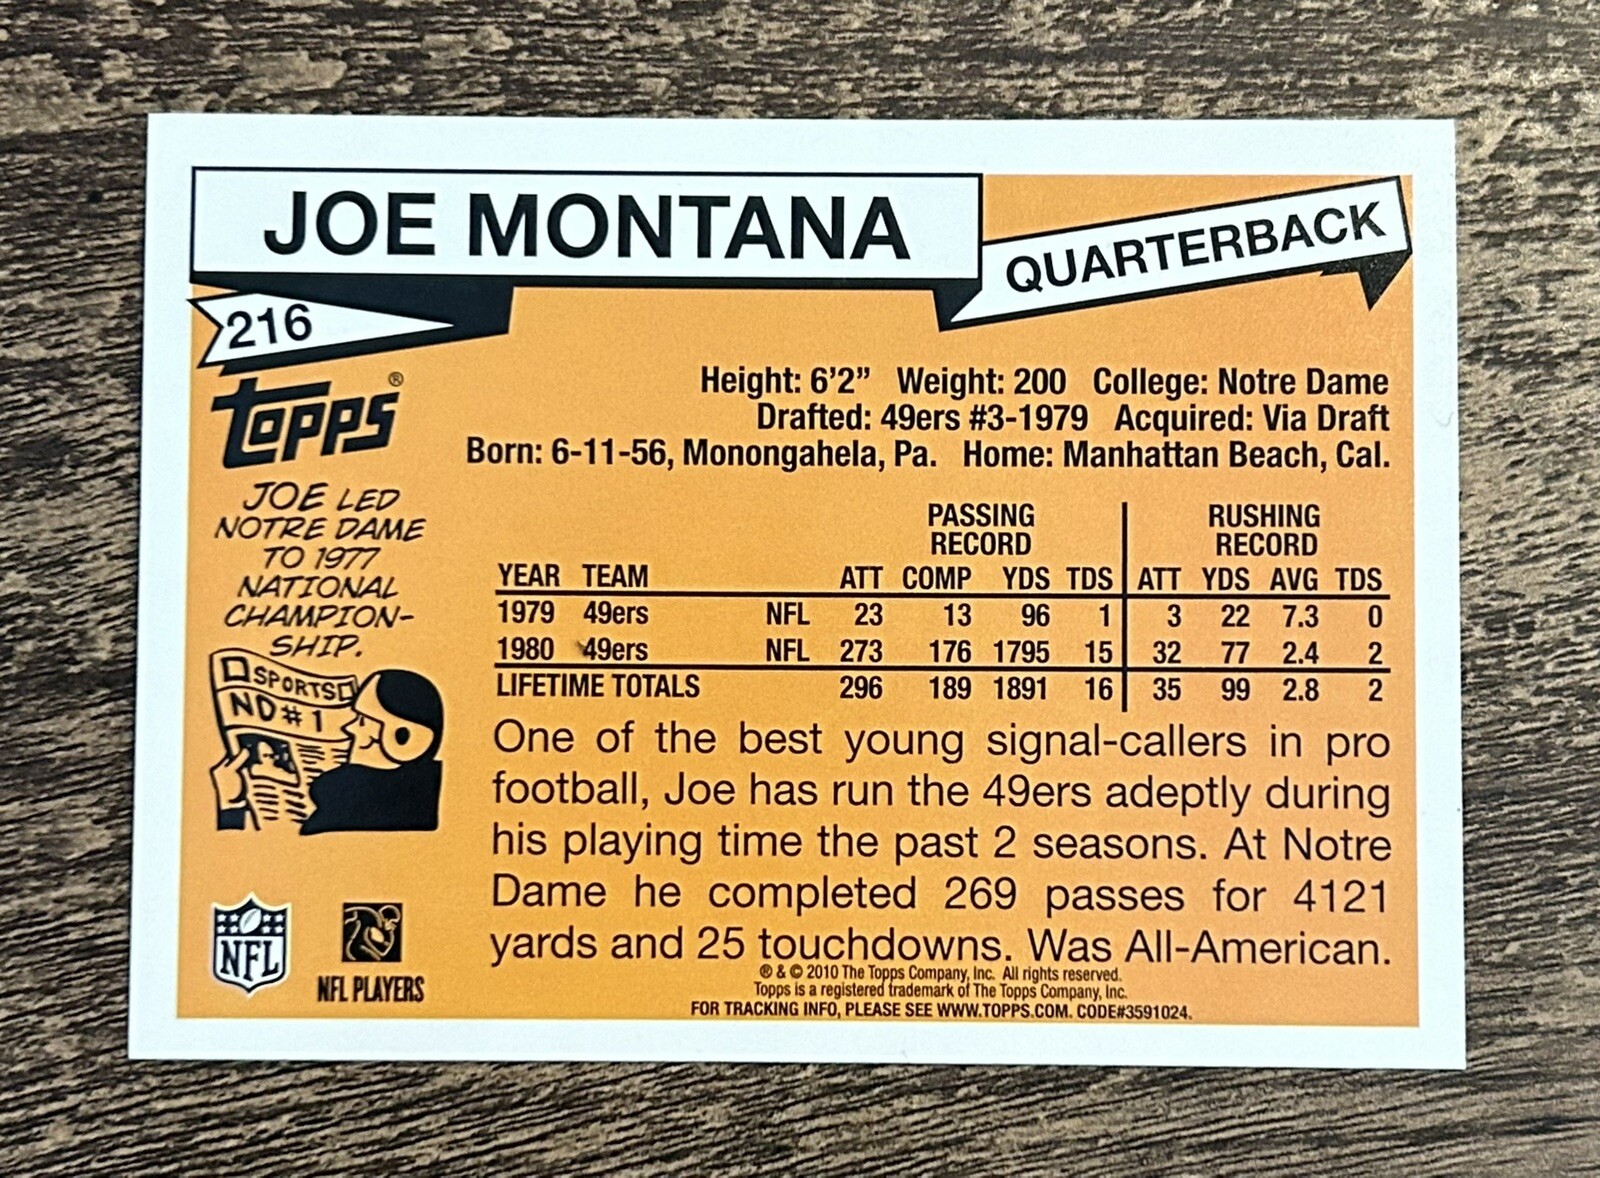 JOE MONTANA
QUARTERBACK
216
Topps®
Height: 6'2" Weight: 200 College: Notre Dame
Drafted: 49ers #3-1979 Acquired: Via Draft
Born: 6-11-56, Monongahela, Pa. Home: Manhattan Beach, Cal.
JOE LED
NOTRE DAME
TO 1977
NATIONAL
CHAMPION-
SHIP.
SPORTS
ND#1
PASSING RUSHING
RECORD RECORD
YEAR TEAM ATT COMP YDS TDS ATT YDS AVG TDS
1979 49ers NFL 23 13 96 1 3 22 7.3 0
1980 49ers NFL 273 176 1795 15 32 77 2.4 2
LIFETIME TOTALS 296 189 1891 16 35 99 2.8 2
One of the best young signal-callers in pro
football, Joe has run the 49ers adeptly during
his playing time the past 2 seasons. At Notre
Dame he completed 269 passes for 4121
yards and 25 touchdowns. Was All-American.
NFL
NFL PLAYERS
® & © 2010 The Topps Company, Inc. All rights reserved.
Topps is a registered trademark of The Topps Company, Inc.
FOR TRACKING INFO, PLEASE SEE WWW.TOPPS.COM. CODE#3591024.